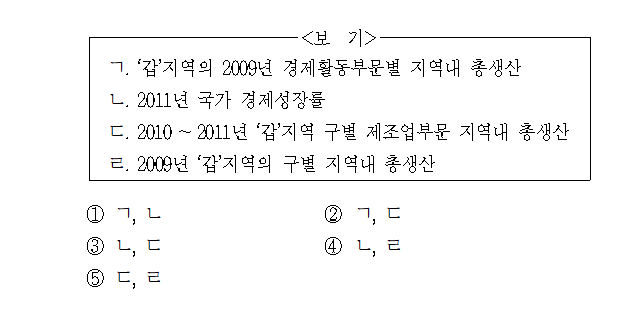 <보 기>
ㄱ. ‘갑’지역의 2009년 경제활동부문별 지역내 총생산
ㄴ. 2011년 국가 경제성장률
ㄷ. 2010 ~ 2011년 ‘갑’지역 구별 제조업부문 지역내 총생산
ㄹ. 2009년 ‘갑’지역의 구별 지역내 총생산
① ㄱ, ㄴ ② ㄱ, ㄷ
③ ㄴ, ㄷ ④ ㄴ, ㄹ
⑤ ㄷ, ㄹ